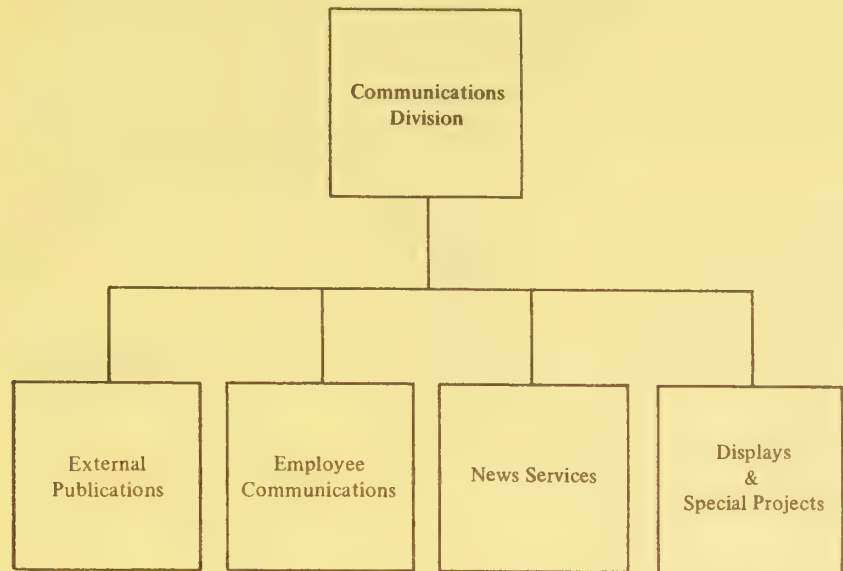 Communications
Division
External
Publications
Employee
Communications
News Services
Displays
&
Special Projects